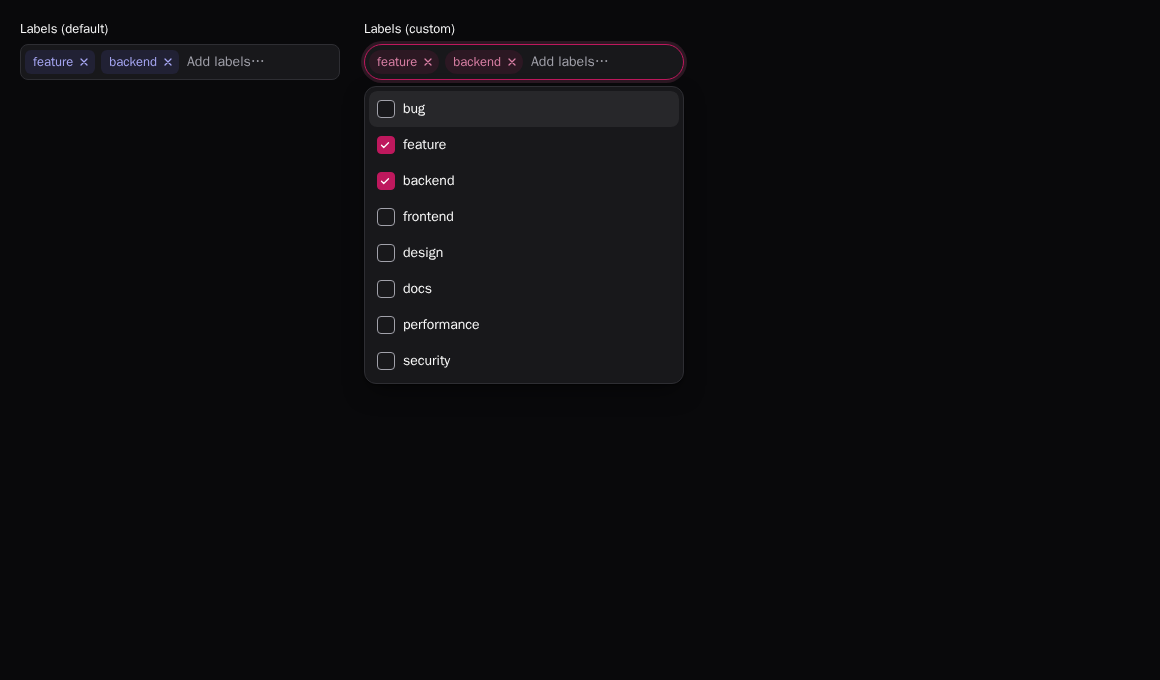 Labels (default)
feature × backend × Add labels⋯
Labels (custom)
feature × backend × Add labels⋯
bug
feature
backend
frontend
design
docs
performance
security